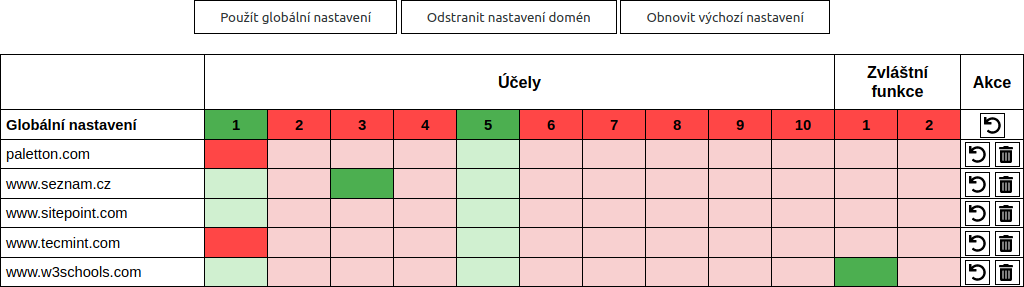 Použít globální nastavení Odstranit nastavení domén Obnovit výchozí nastavení
Účely Zvláštní funkce Akce
Globální nastavení 1 2 3 4 5 6 7 8 9 10 1 2
paletton.com
www.seznam.cz
www.sitepoint.com
www.tecmint.com
www.w3schools.com